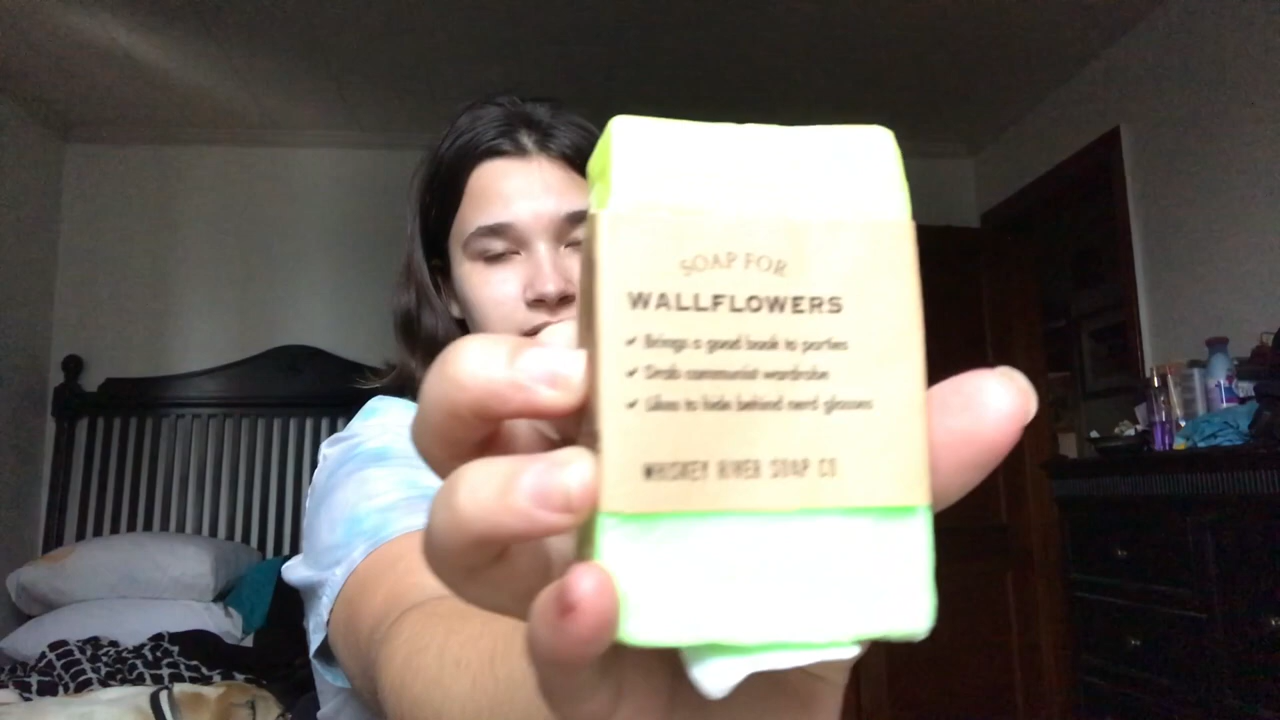 SOAP FOR
WALLFLOWERS
✔ Brings a good book to parties
✔ Drab communist wardrobe
✔ Likes to hide behind nerd glasses
WHISKEY RIVER SOAP CO